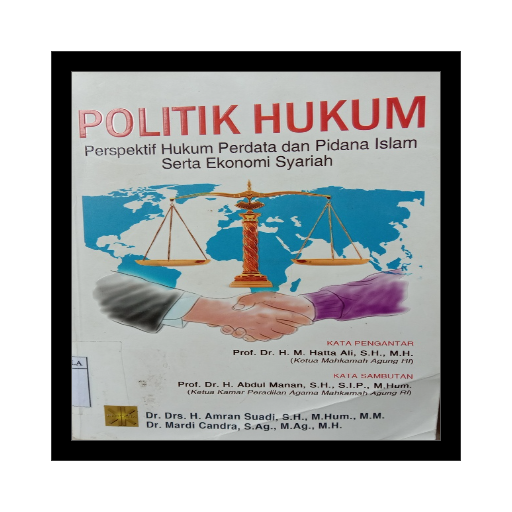 POLITIK HUKUM
Perspektif Hukum Perdata dan Pidana Islam
Serta Ekonomi Syariah
KATA PENGANTAR
Prof. Dr. H. M. Hatta Ali, S.H., M.H.
(Ketua Mahkamah Agung RI)
KATA SAMBUTAN
Prof. Dr. H. Abdul Manan, S.H., S.I.P., M,Hum.
(Ketua Kamar Peradilan Agama Mahkamah Agung RI)
Dr. Drs. H. Amran Suadi, S.H., M.Hum., M.M.
Dr. Mardi Candra, S.Ag., M.Ag., M.H.